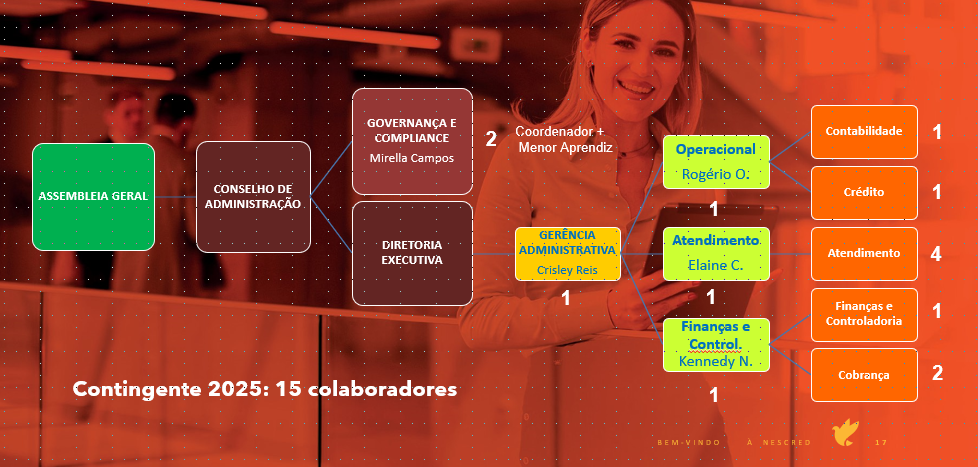 ASSEMBLEIA GERAL
CONSELHO DE
ADMINISTRAÇÃO
GOVERNANÇA E
COMPLIANCE
Mirella Campos
2
Coordenador +
Menor Aprendiz
DIRETORIA
EXECUTIVA
GERÊNCIA
ADMINISTRATIVA
Crisley Reis
1
Operacional
Rogério O.
1
Atendimento
Elaine C.
1
Finanças e
Control.
Kennedy N.
1
Contabilidade
1
Crédito
1
Atendimento
4
Finanças e
Controladoria
1
Cobrança
2
Contingente 2025: 15 colaboradores
BEM-VINDO À NESCRED 17